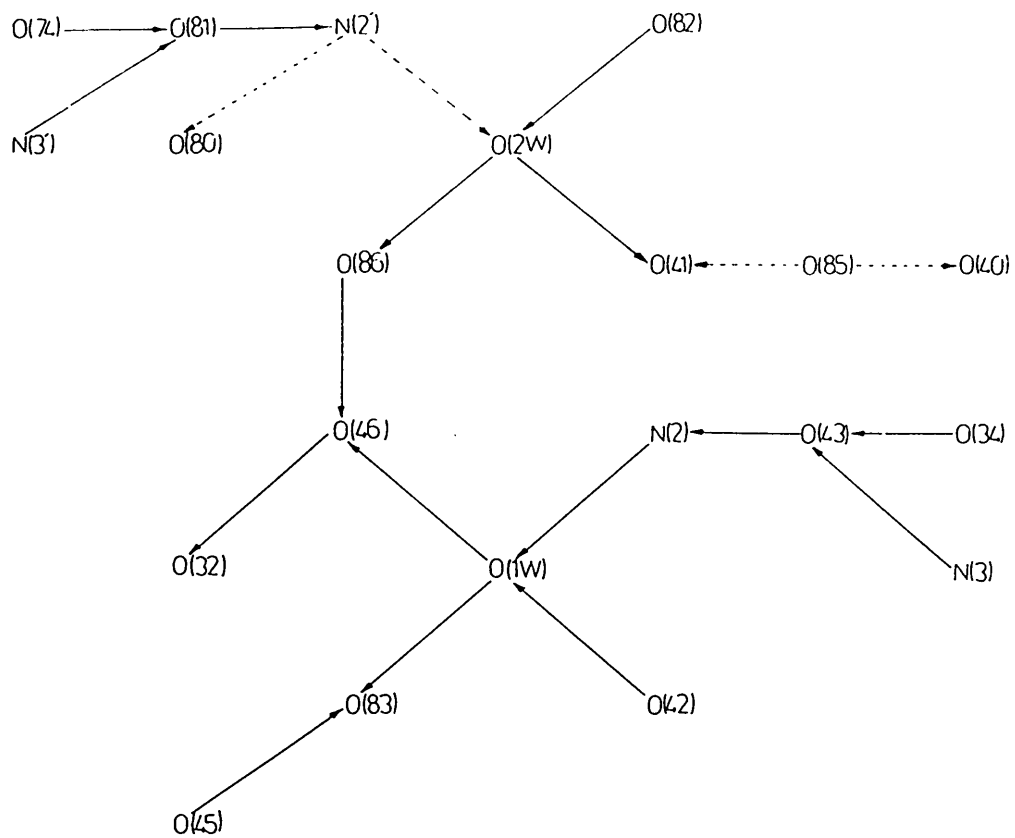 O(74) O(81) N(2') O(82)
N(3') O(80) O(2W)
O(86) O(41) O(85) O(40)
O(46) N(2) O(43) O(34)
O(32) O(1W) N(3)
O(83) O(42)
O(45)